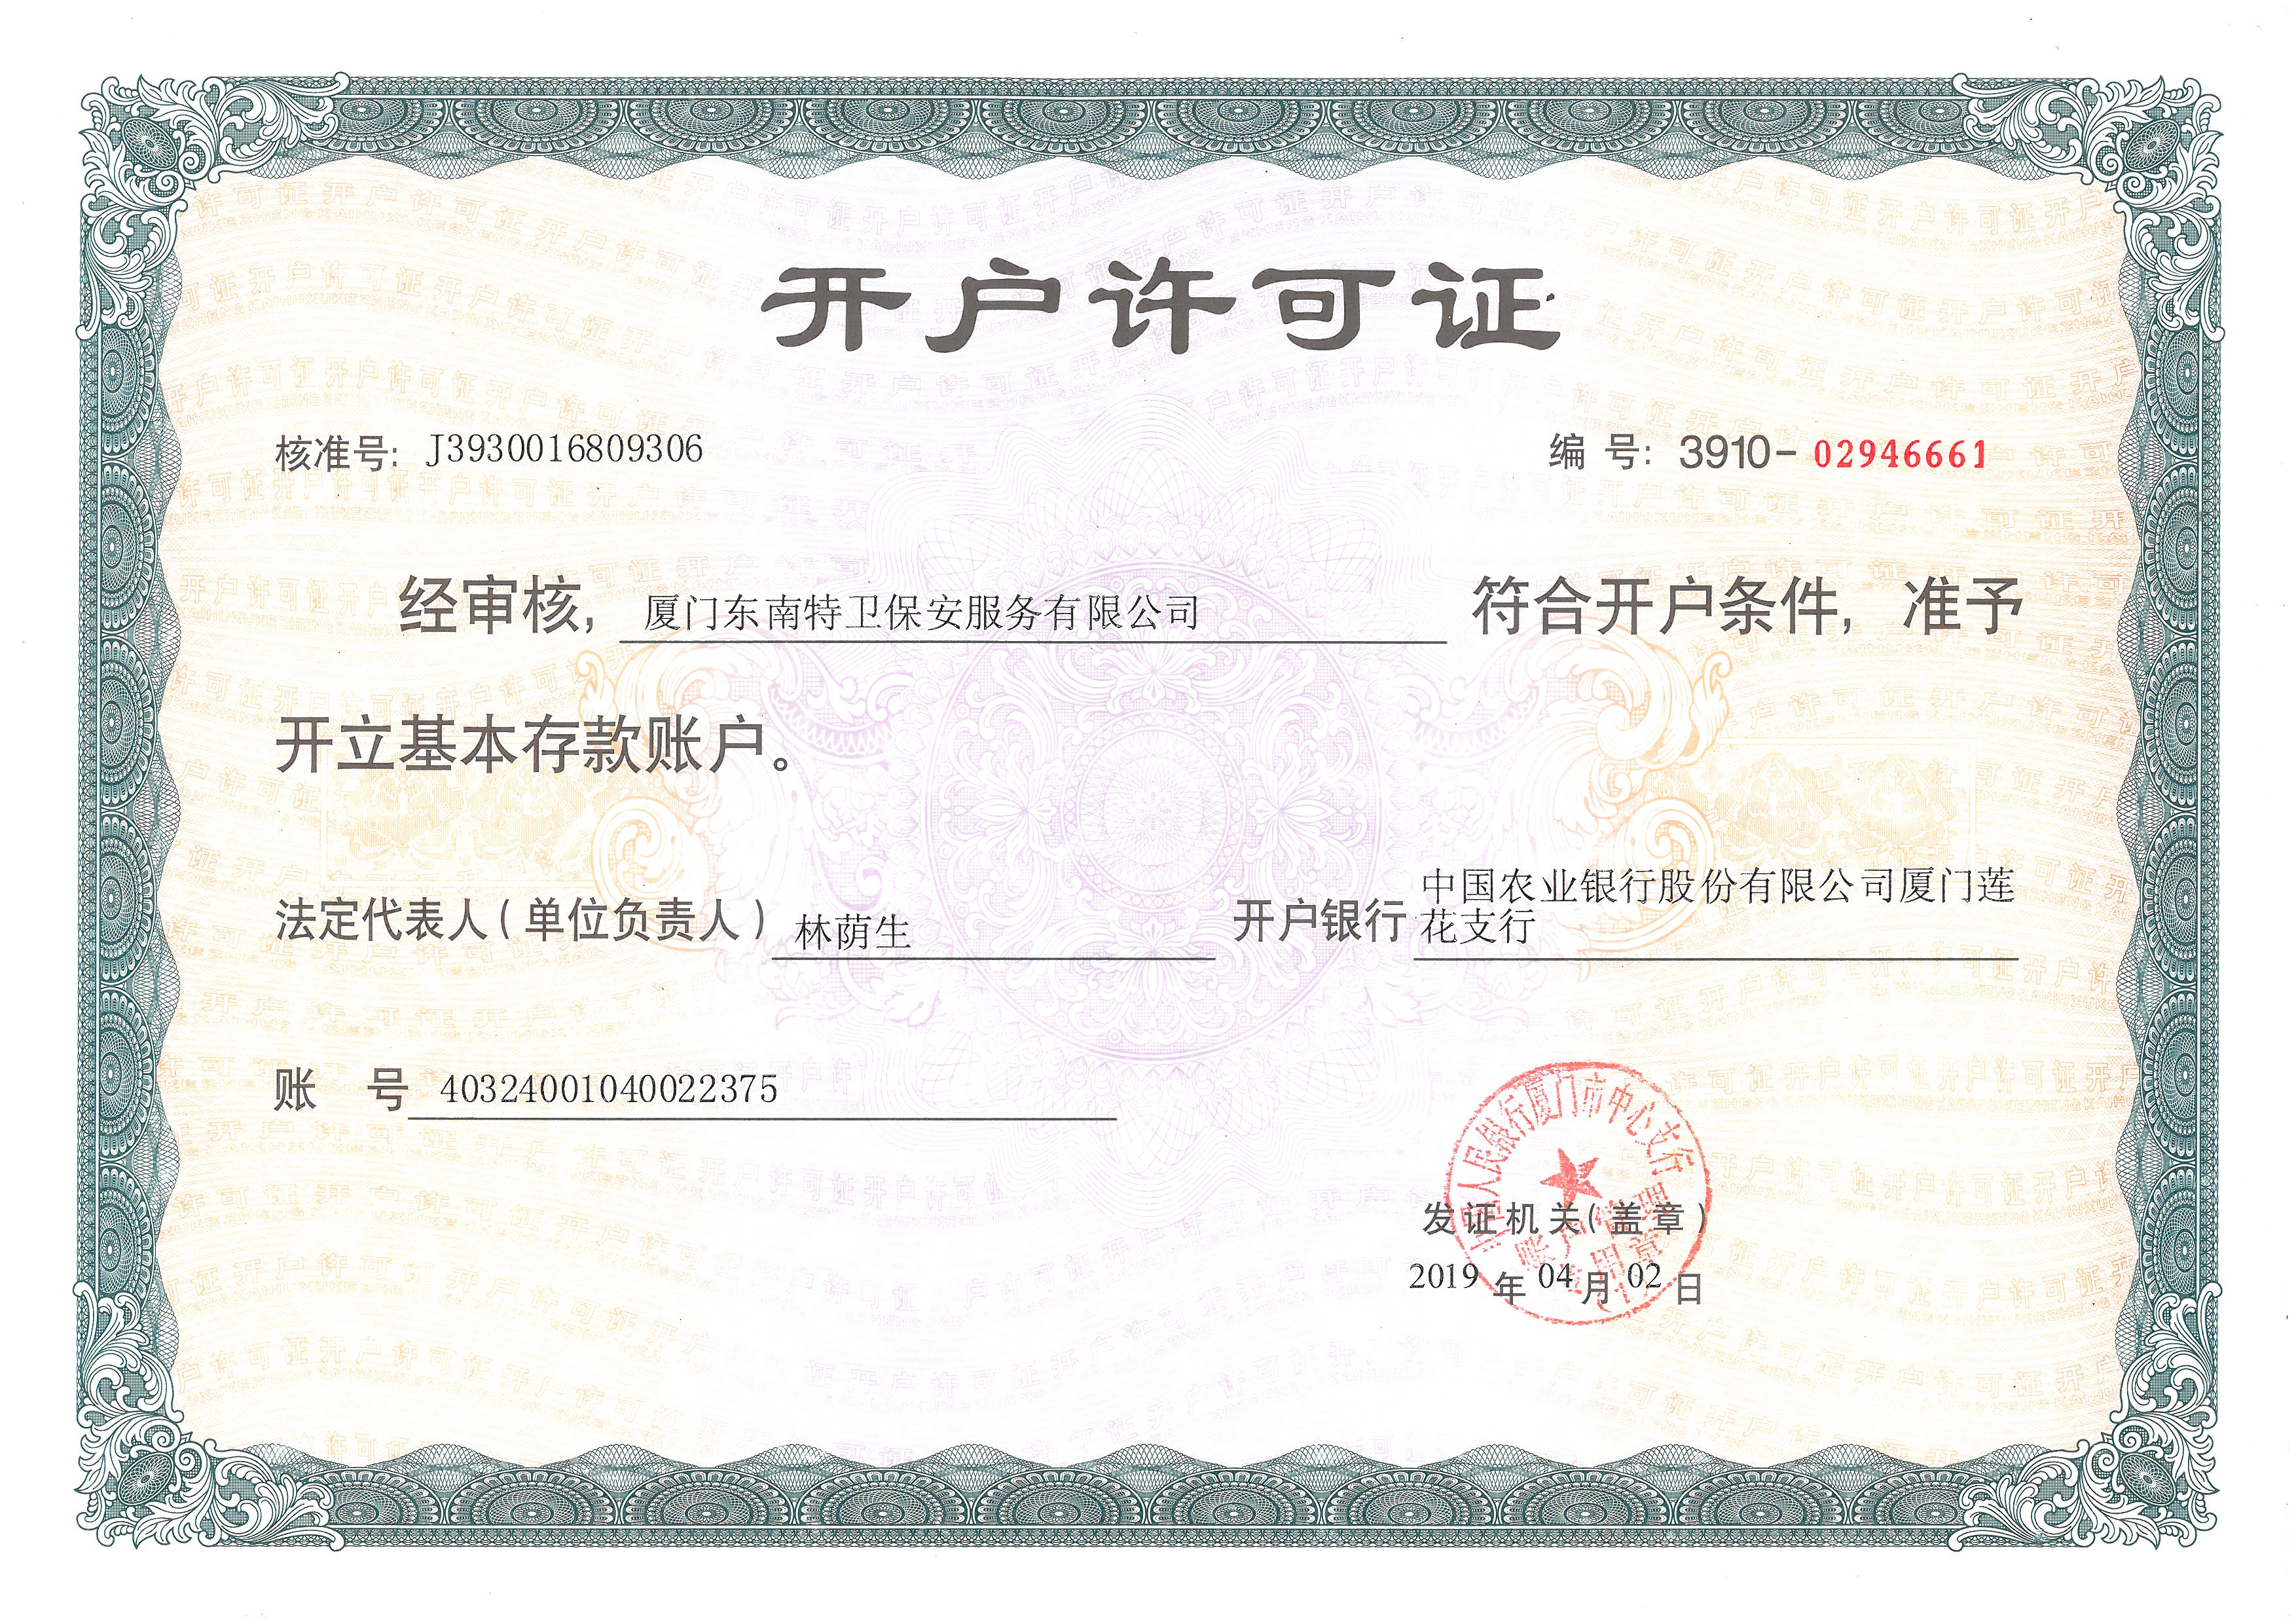 开户许可证
核准号: J3930016809306
编 号: 3910-02946661
经审核, 厦门东南特卫保安服务有限公司 符合开户条件, 准予
开立基本存款账户。
法定代表人(单位负责人) 林荫生
开户银行 中国农业银行股份有限公司厦门莲
花支行
账 号 40324001040022375
中国人民银行厦门市中心支行
账户管理
专用章
发证机关(盖章)
2019 年 04 月 02 日